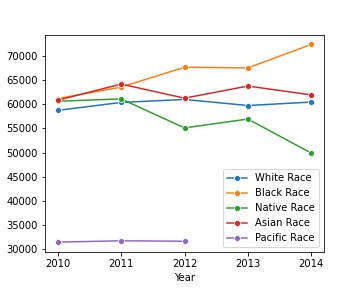 70000
65000
60000
55000
50000
45000
40000
35000
30000
2010 2011 2012 2013 2014
Year
White Race
Black Race
Native Race
Asian Race
Pacific Race